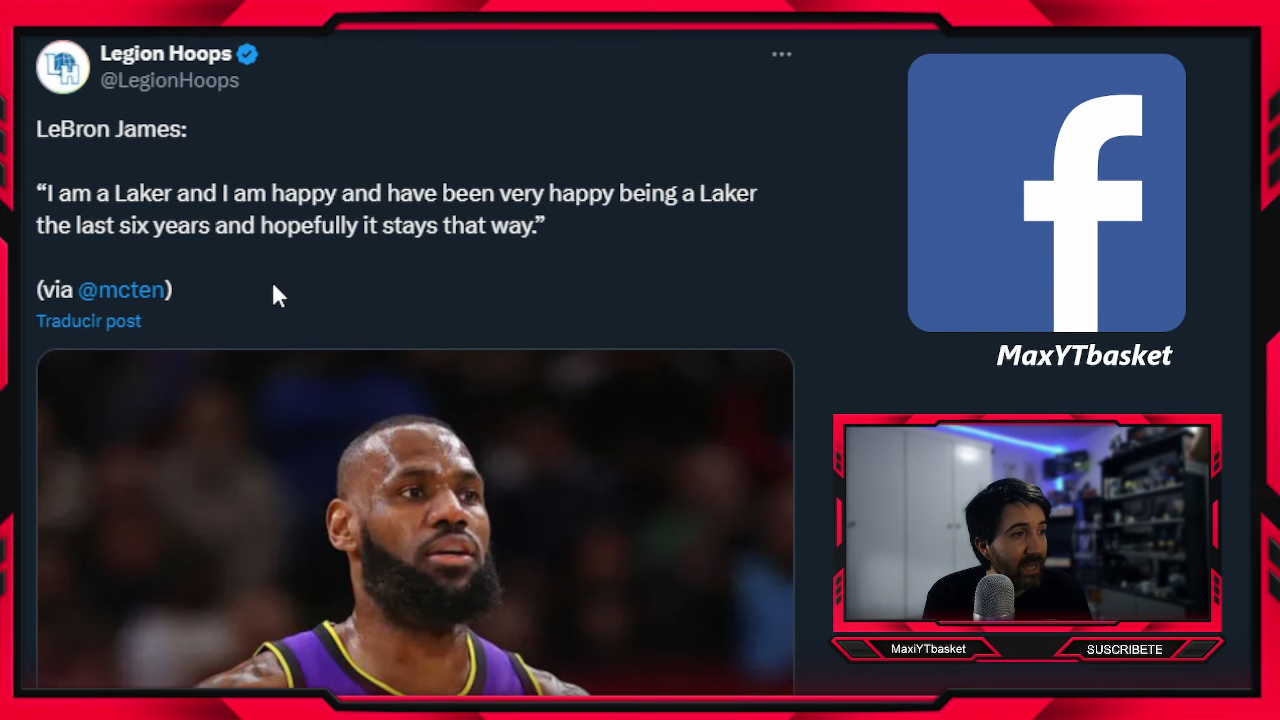 Legion Hoops
@LegionHoops
LeBron James:
“I am a Laker and I am happy and have been very happy being a Laker
the last six years and hopefully it stays that way.”
(via @mcten)
Traducir post
f
MaxYTbasket
MaxiYTbasket
SUSCRIBETE